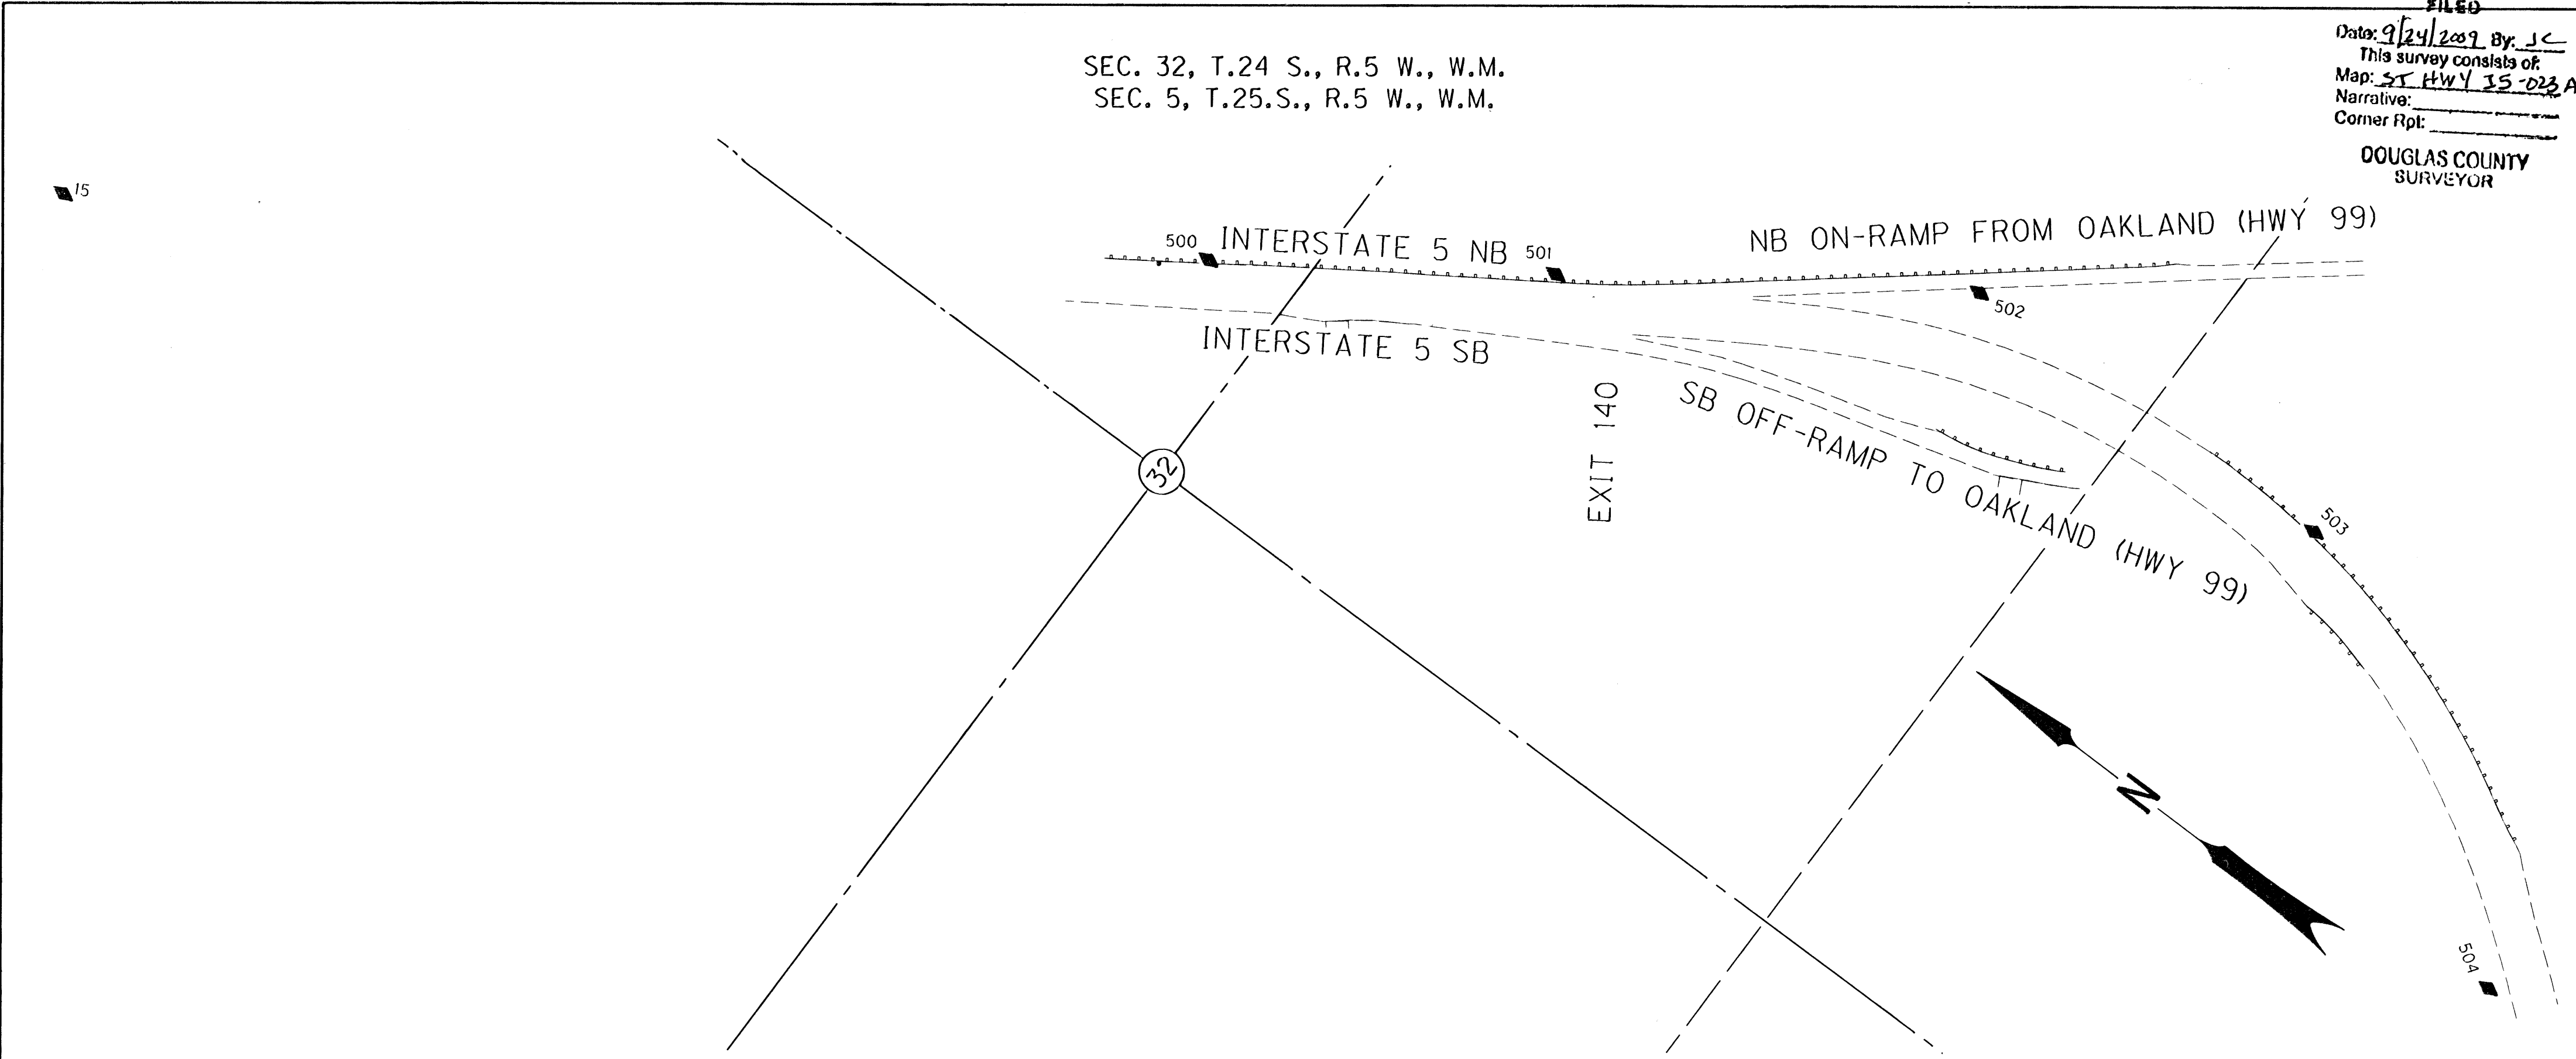 FILED
Date: 9/24/2009 By: JC
This survey consists of:
Map: ST HWY I5-023 A
Narrative:
Corner Rpt:
DOUGLAS COUNTY
SURVEYOR
SEC. 32, T.24 S., R.5 W., W.M.
SEC. 5, T.25.S., R.5 W., W.M.
15
500
INTERSTATE 5 NB
501
NB ON-RAMP FROM OAKLAND (HWY 99)
502
INTERSTATE 5 SB
EXIT 140
SB OFF-RAMP TO OAKLAND (HWY 99)
32
503
N
504